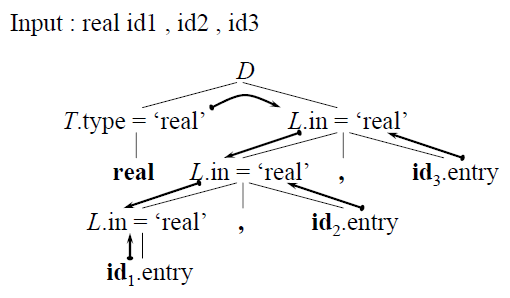 Input : real id1 , id2 , id3
D
T.type = ‘real’ L.in = ‘real’
real L.in = ‘real’ , id₃.entry
L.in = ‘real’ , id₂.entry
id₁.entry